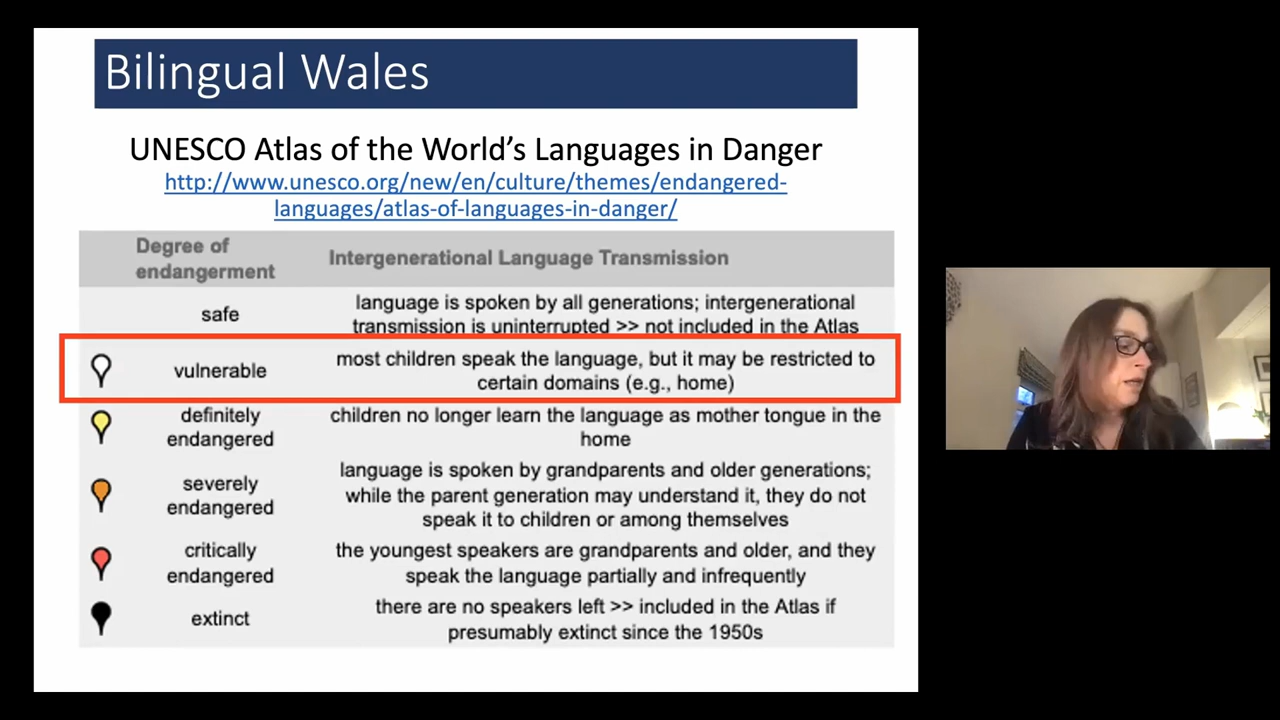 Bilingual Wales
UNESCO Atlas of the World's Languages in Danger
http://www.unesco.org/new/en/culture/themes/endangered-
languages/atlas-of-languages-in-danger/
Degree of
endangerment
Intergenerational Language Transmission
safe
language is spoken by all generations; intergenerational
transmission is uninterrupted >> not included in the Atlas
vulnerable
most children speak the language, but it may be restricted to
certain domains (e.g., home)
definitely
endangered
children no longer learn the language as mother tongue in the
home
severely
endangered
language is spoken by grandparents and older generations;
while the parent generation may understand it, they do not
speak it to children or among themselves
critically
endangered
the youngest speakers are grandparents and older, and they
speak the language partially and infrequently
extinct
there are no speakers left >> included in the Atlas if
presumably extinct since the 1950s